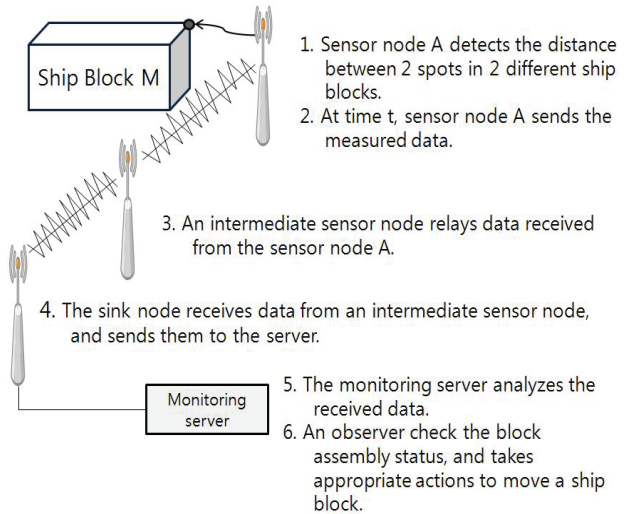 Ship Block M
1. Sensor node A detects the distance
between 2 spots in 2 different ship
blocks.
2. At time t, sensor node A sends the
measured data.
3. An intermediate sensor node relays data received
from the sensor node A.
4. The sink node receives data from an intermediate sensor node,
and sends them to the server.
Monitoring
server
5. The monitoring server analyzes the
received data.
6. An observer check the block
assembly status, and takes
appropriate actions to move a ship
block.